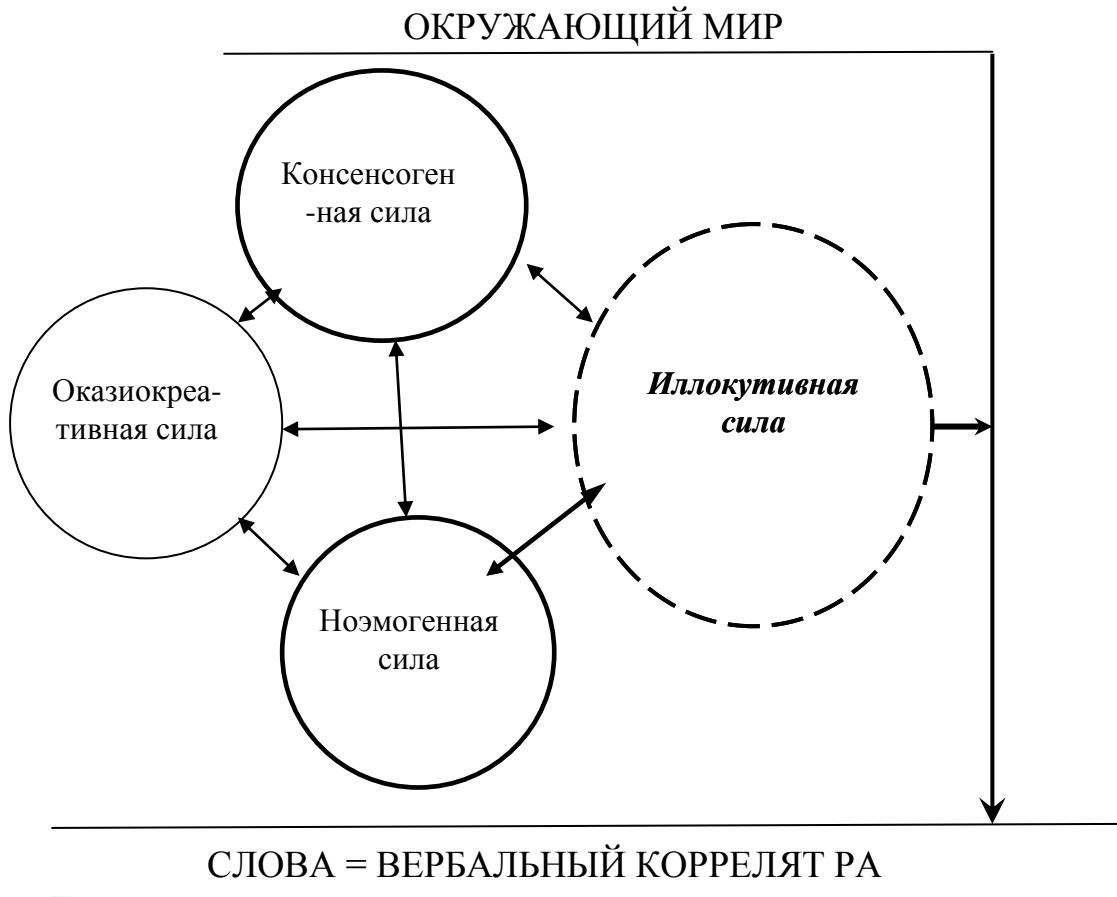 ОКРУЖАЮЩИЙ МИР
Консенсоген
-ная сила
Оказиокреа-
тивная сила
Иллокутивная
сила
Ноэмогенная
сила
СЛОВА = ВЕРБАЛЬНЫЙ КОРРЕЛЯТ РА